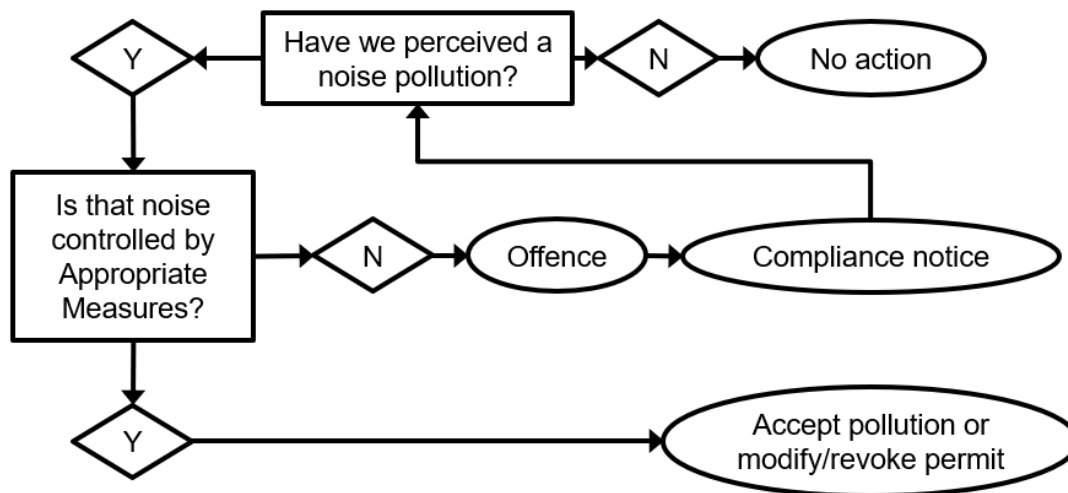 Y
Have we perceived a
noise pollution?
N
No action
Is that noise
controlled by
Appropriate
Measures?
N
Offence
Compliance notice
Y
Accept pollution or
modify/revoke permit